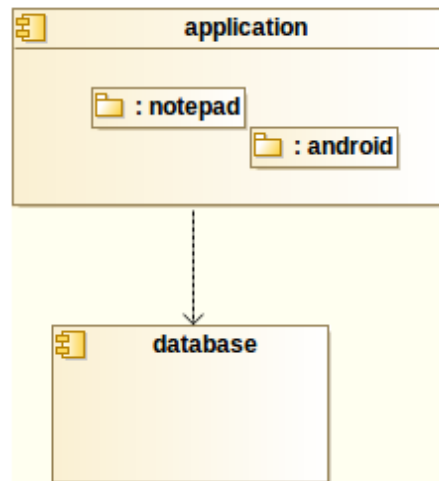 application
: notepad
: android
database